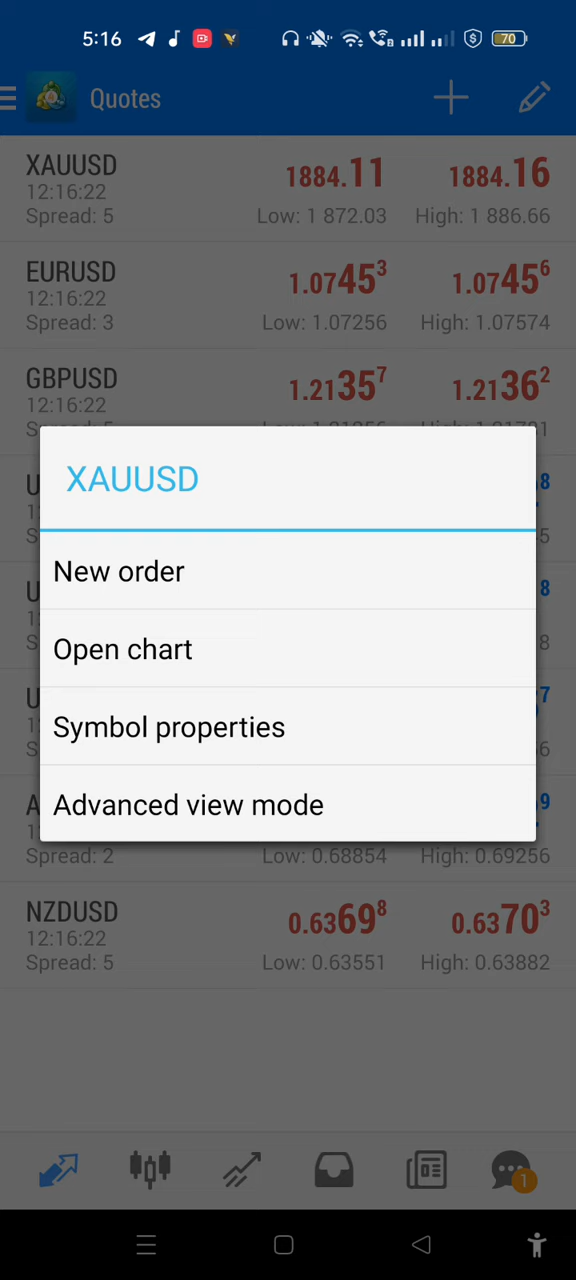 5:16
70
Quotes
XAUUSD 1884.11 1884.16
12:16:22
Spread: 5 Low: 1 872.03 High: 1 886.66
EURUSD 1.07453 1.07456
12:16:22
Spread: 3 Low: 1.07256 High: 1.07574
GBPUSD 1.21357 1.21362
12:16:22
XAUUSD
New order
Open chart
Symbol properties
Advanced view mode
Spread: 2 Low: 0.68854 High: 0.69256
NZDUSD 0.63698 0.63703
12:16:22
Spread: 5 Low: 0.63551 High: 0.63882
1